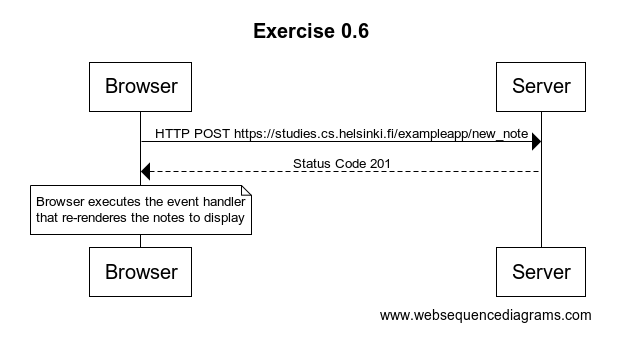 Exercise 0.6
Browser
Server
HTTP POST https://studies.cs.helsinki.fi/exampleapp/new_note
Status Code 201
Browser executes the event handler
that re-renderes the notes to display
Browser
Server
www.websequencediagrams.com